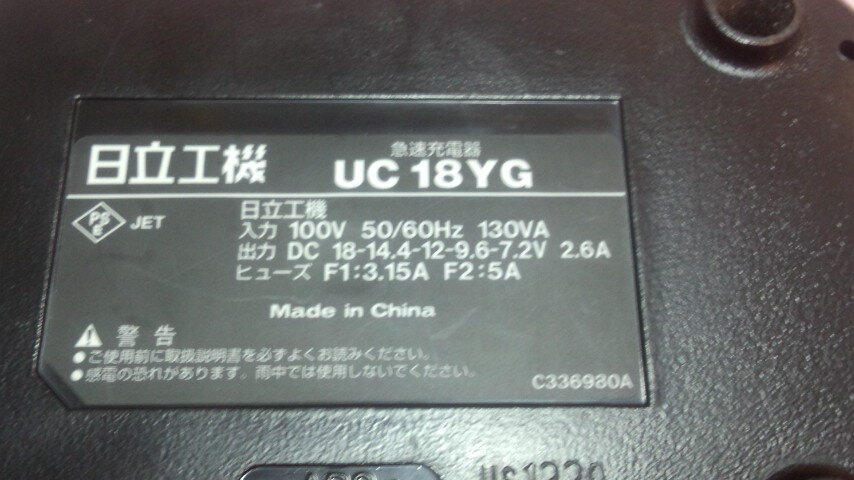 日立工機
急速充電器
UC 18YG
PS
E
JET
日立工機
入力 100V 50/60Hz 130VA
出力 DC 18-14.4-12-9.6-7.2V 2.6A
ヒューズ F1:3.15A F2:5A
Made in China
警告
●ご使用前に取扱説明書を必ずよくお読みください。
●感電の恐れがあります。雨中では使用しないでください。
C336980A